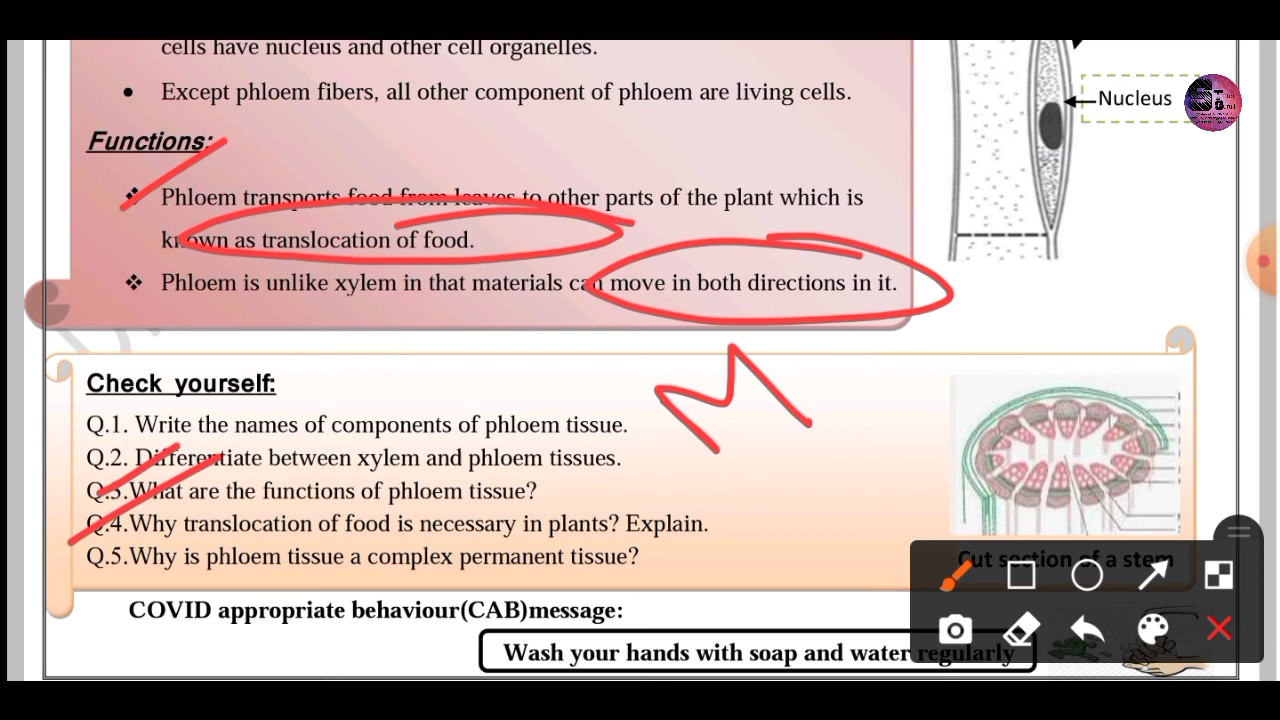 cells have nucleus and other cell organelles.
• Except phloem fibers, all other component of phloem are living cells.
Nucleus
Functions:
❖ Phloem transports food from leaves to other parts of the plant which is
known as translocation of food.
❖ Phloem is unlike xylem in that materials can move in both directions in it.
Check yourself:
Q.1. Write the names of components of phloem tissue.
Q.2. Differentiate between xylem and phloem tissues.
Q.3.What are the functions of phloem tissue?
Q.4.Why translocation of food is necessary in plants? Explain.
Q.5.Why is phloem tissue a complex permanent tissue?
Cut section of a stem
COVID appropriate behaviour(CAB)message:
Wash your hands with soap and water regularly